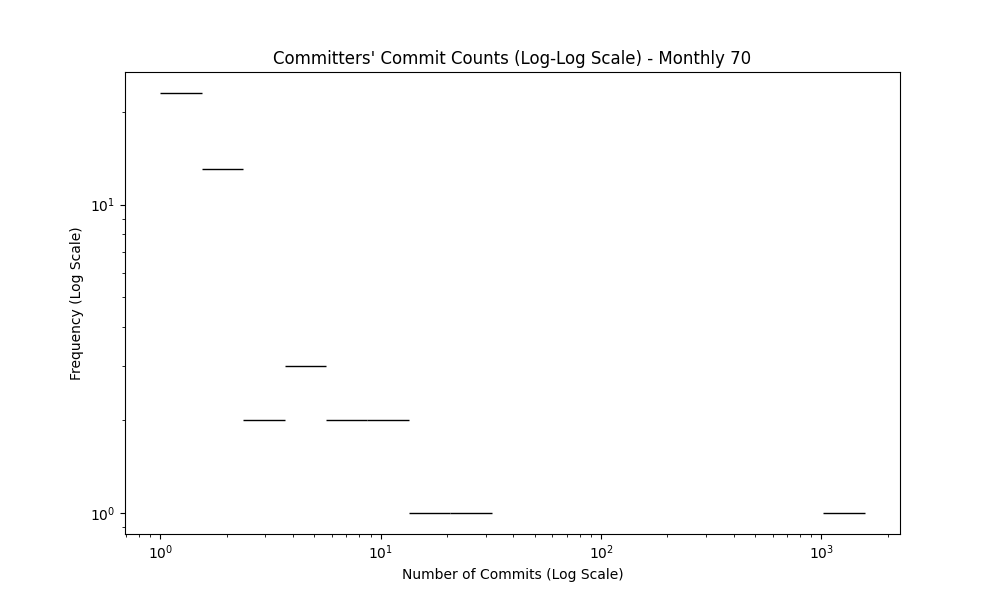 Committers' Commit Counts (Log-Log Scale) - Monthly 70
Frequency (Log Scale)
10¹
10⁰
10⁰ 10¹ 10² 10³
Number of Commits (Log Scale)